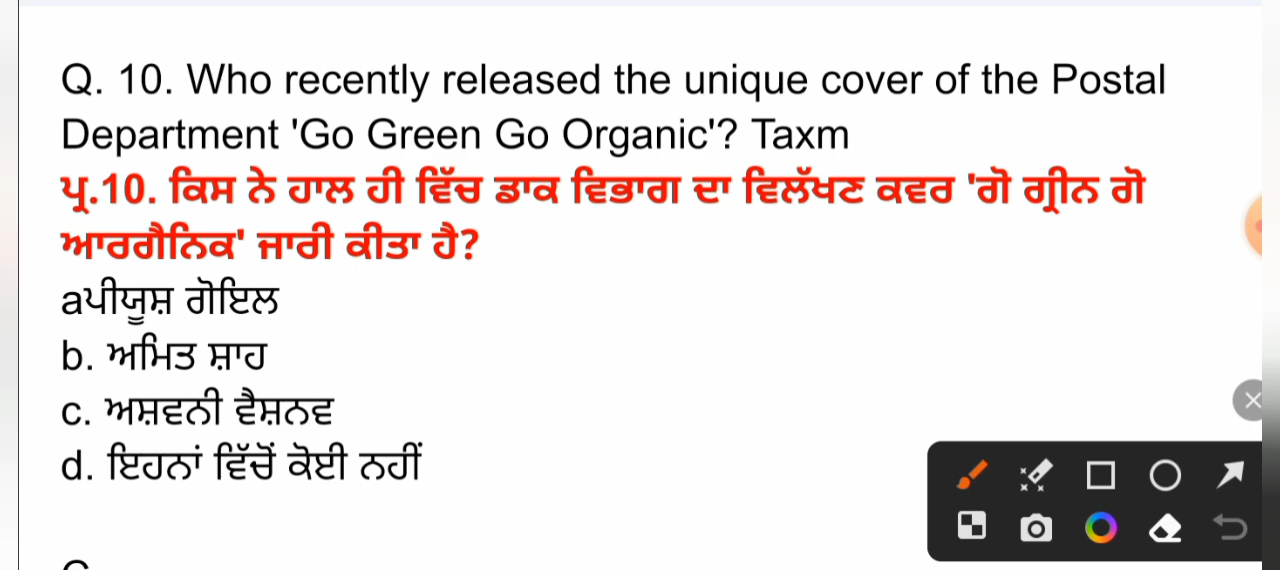 Q. 10. Who recently released the unique cover of the Postal
Department 'Go Green Go Organic'? Taxm
ਪ੍ਰ.10. ਕਿਸ ਨੇ ਹਾਲ ਹੀ ਵਿੱਚ ਡਾਕ ਵਿਭਾਗ ਦਾ ਵਿਲੱਖਣ ਕਵਰ 'ਗੋ ਗ੍ਰੀਨ ਗੋ
ਆਰਗੈਨਿਕ' ਜਾਰੀ ਕੀਤਾ ਹੈ?
aਪੀਯੂਸ਼ ਗੋਇਲ
b. ਅਮਿਤ ਸ਼ਾਹ
c. ਅਸ਼ਵਨੀ ਵੈਸ਼ਨਵ
d. ਇਹਨਾਂ ਵਿੱਚੋਂ ਕੋਈ ਨਹੀਂ